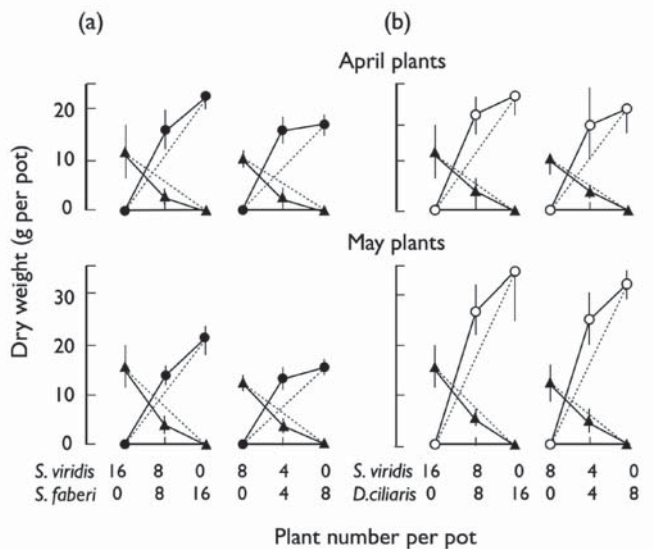 (a) (b)
April plants
20
10
0
May plants
30
20
10
0
Dry weight (g per pot)
S. viridis 16 8 0 8 4 0 S. viridis 16 8 0 8 4 0
S. faberi 0 8 16 0 4 8 D.ciliaris 0 8 16 0 4 8
Plant number per pot